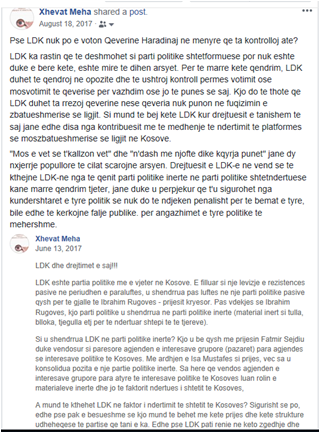 Xhevat Meha shared a post.
August 18, 2017 ·
Pse LDK nuk po e voton Qeverine Haradinaj ne menyre qe ta kontrolloj ate?
LDK ka rastin qe te deshmohet si parti politike shtetformuese por nuk eshte
duke e bere kete, eshte mire te dihen arsyet. Per te marre kete qendrim, LDK
duhet te qendroj ne opozite dhe te ushtroj kontroll permes votimit ose
mosvotimit te qeverise per vazhdim ose jo te punes se saj. Kjo do te thote qe
LDK duhet ta rrezoj qeverine nese qeveria nuk punon ne fuqizimin e
zbatueshmerise se ligjit. Si mund te bej kete LDK kur drejtuesit e tanishem te
saj jane edhe disa nga kontribuesit me te medhenje te ndertimit te platformes
se moszbatueshmerise se ligjit ne Kosove.
"Mos e vet se t'kallzon vet" dhe "n'dash me njofte dike kqyrja punet" jane dy
nxjerrje popullore te cilat scarojne arsyen. Drejtuesit e LDK-e ne vend se te
kthejne LDK-ne nga te qenit parti politike inerte ne parti politike shtetndertuese
kane marre qendrim tjeter, jane duke u perpjekur qe t'u sigurohet nga
kundershtaret e tyre politik se nuk do te ndjeken penalisht per te bemat e tyre,
bile edhe te kerkojne falje publike. per angazhimet e tyre politike te
mehershme.
Xhevat Meha
June 13, 2017
LDK dhe drejtimet e saj!!!
LDK eshte partia politike me e vjeter ne Kosove. E filluar si nje levizje e rezistences
pasive ne periudhen e paraluftes, u shendrrua pas luftes ne nje parti politike pasive
qysh per te gjalle te Ibrahim Rugoves - prijesit kryesor. Pas vdekjes se Ibrahim
Rugoves, kjo parti politike u shendrrua ne parti politike inerte (material inert si tulla,
blloka, tjegulla etj per te ndertuar shtepi te te tjereve).
Si u shendrrua LDK ne parti politike inerte? Kjo u be qe me prijesin Fatmir Sejdiu
duke vendosur si paresore agjenden e interesave grupore (pazaret) para agjendes
se interesave politike te Kosoves. Me ardhjen e Isa Mustafes si prijes, vec sa u
konsolidua pozita e nje partie politike inerte. Sa here qe vendos agjenden e
interesave grupore para atyre te interesave politike te Kosoves luan rolin e
materialeve inerte dhe jo te faktorit ndertues i shtetit te Kosoves,
A mund te kthehet LDK ne faktor i ndertimit te shtetit te Kosoves? Sigurisht se po,
edhe pse pak e besueshme se kjo mund te behet me kete prijes dhe kete strukture
udheheqese te partise qe tani e ka. Edhe pse LDK pati renie ne keto zgedhje dhe